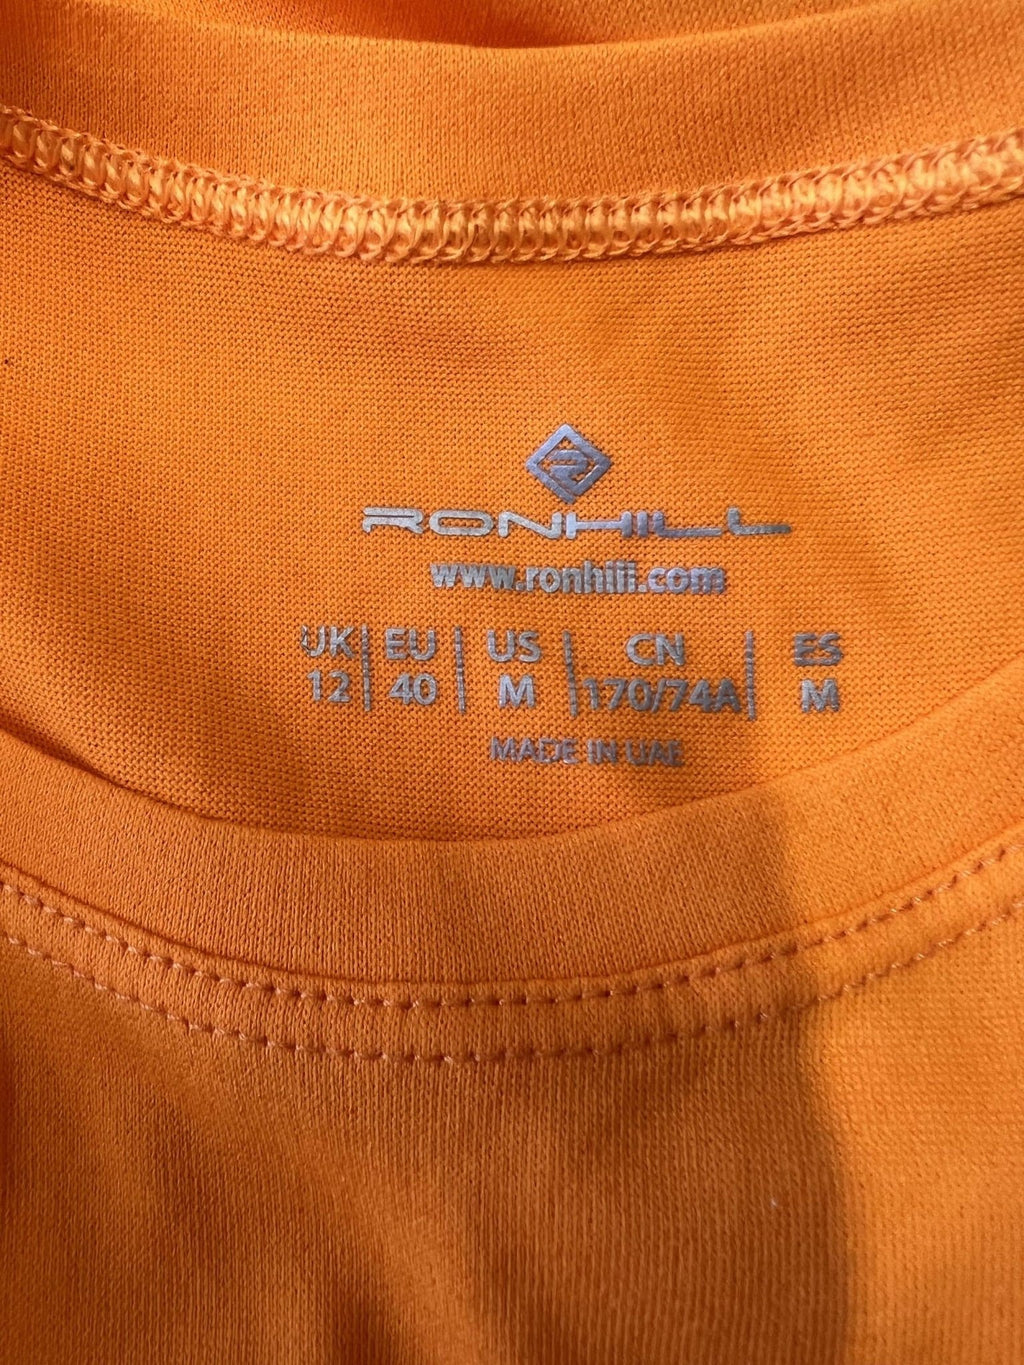 RONHILL
www.ronhill.com
UK | EU | US | CN | ES
12 | 40 | M | 170/74A | M
MADE IN UAE